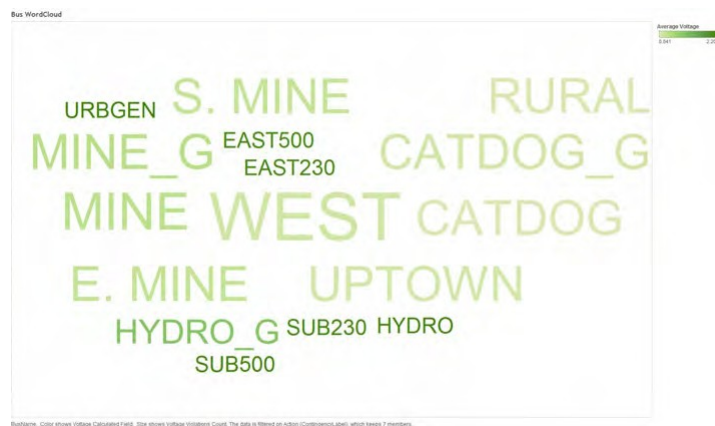 Bus WordCloud
Average Voltage
URBGEN S. MINE RURAL
MINE_G EAST500 CATDOG_G
EAST230
MINE WEST CATDOG
E. MINE UPTOWN
HYDRO_G SUB230 HYDRO
SUB500
BusName. Color shows Voltage Calculated Field. Size shows Voltage Violations Count. The data is filtered on Action (ContingencyLabel), which keeps 7 members.